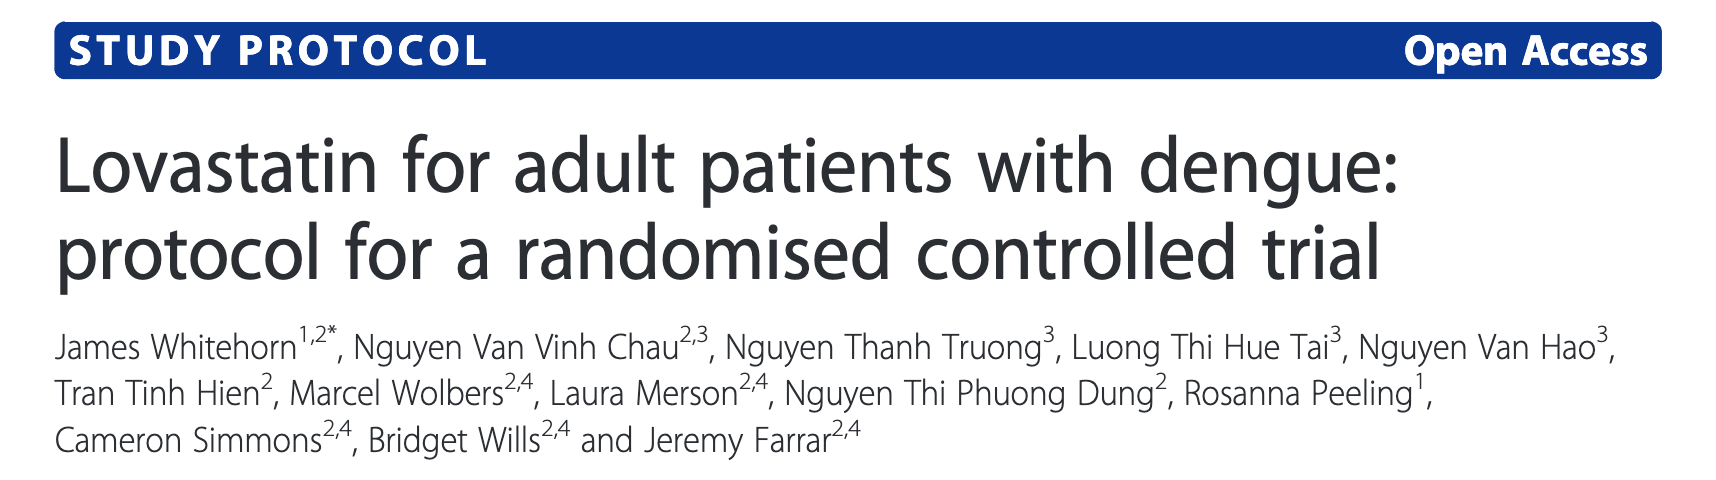 STUDY PROTOCOL Open Access
Lovastatin for adult patients with dengue:
protocol for a randomised controlled trial
James Whitehorn1,2*, Nguyen Van Vinh Chau2,3, Nguyen Thanh Truong3, Luong Thi Hue Tai3, Nguyen Van Hao3,
Tran Tinh Hien2, Marcel Wolbers2,4, Laura Merson2,4, Nguyen Thi Phuong Dung2, Rosanna Peeling1,
Cameron Simmons2,4, Bridget Wills2,4 and Jeremy Farrar2,4